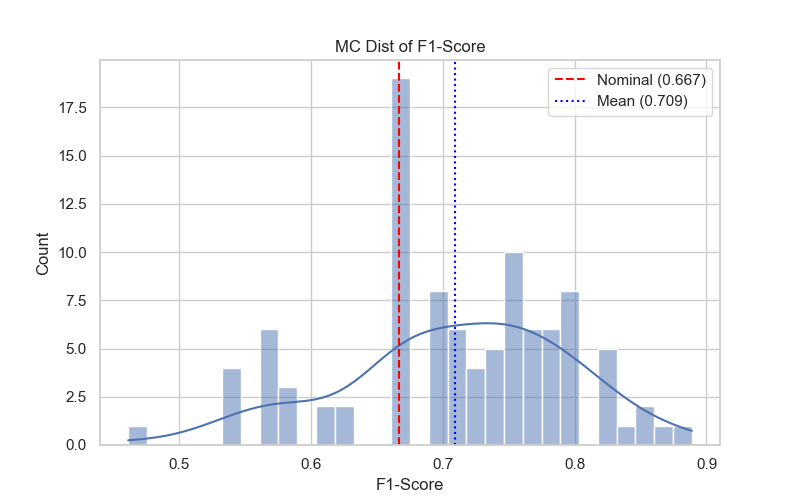 MC Dist of F1-Score
Nominal (0.667)
Mean (0.709)
17.5
15.0
12.5
10.0
7.5
5.0
2.5
0.0
Count
0.5 0.6 0.7 0.8 0.9
F1-Score